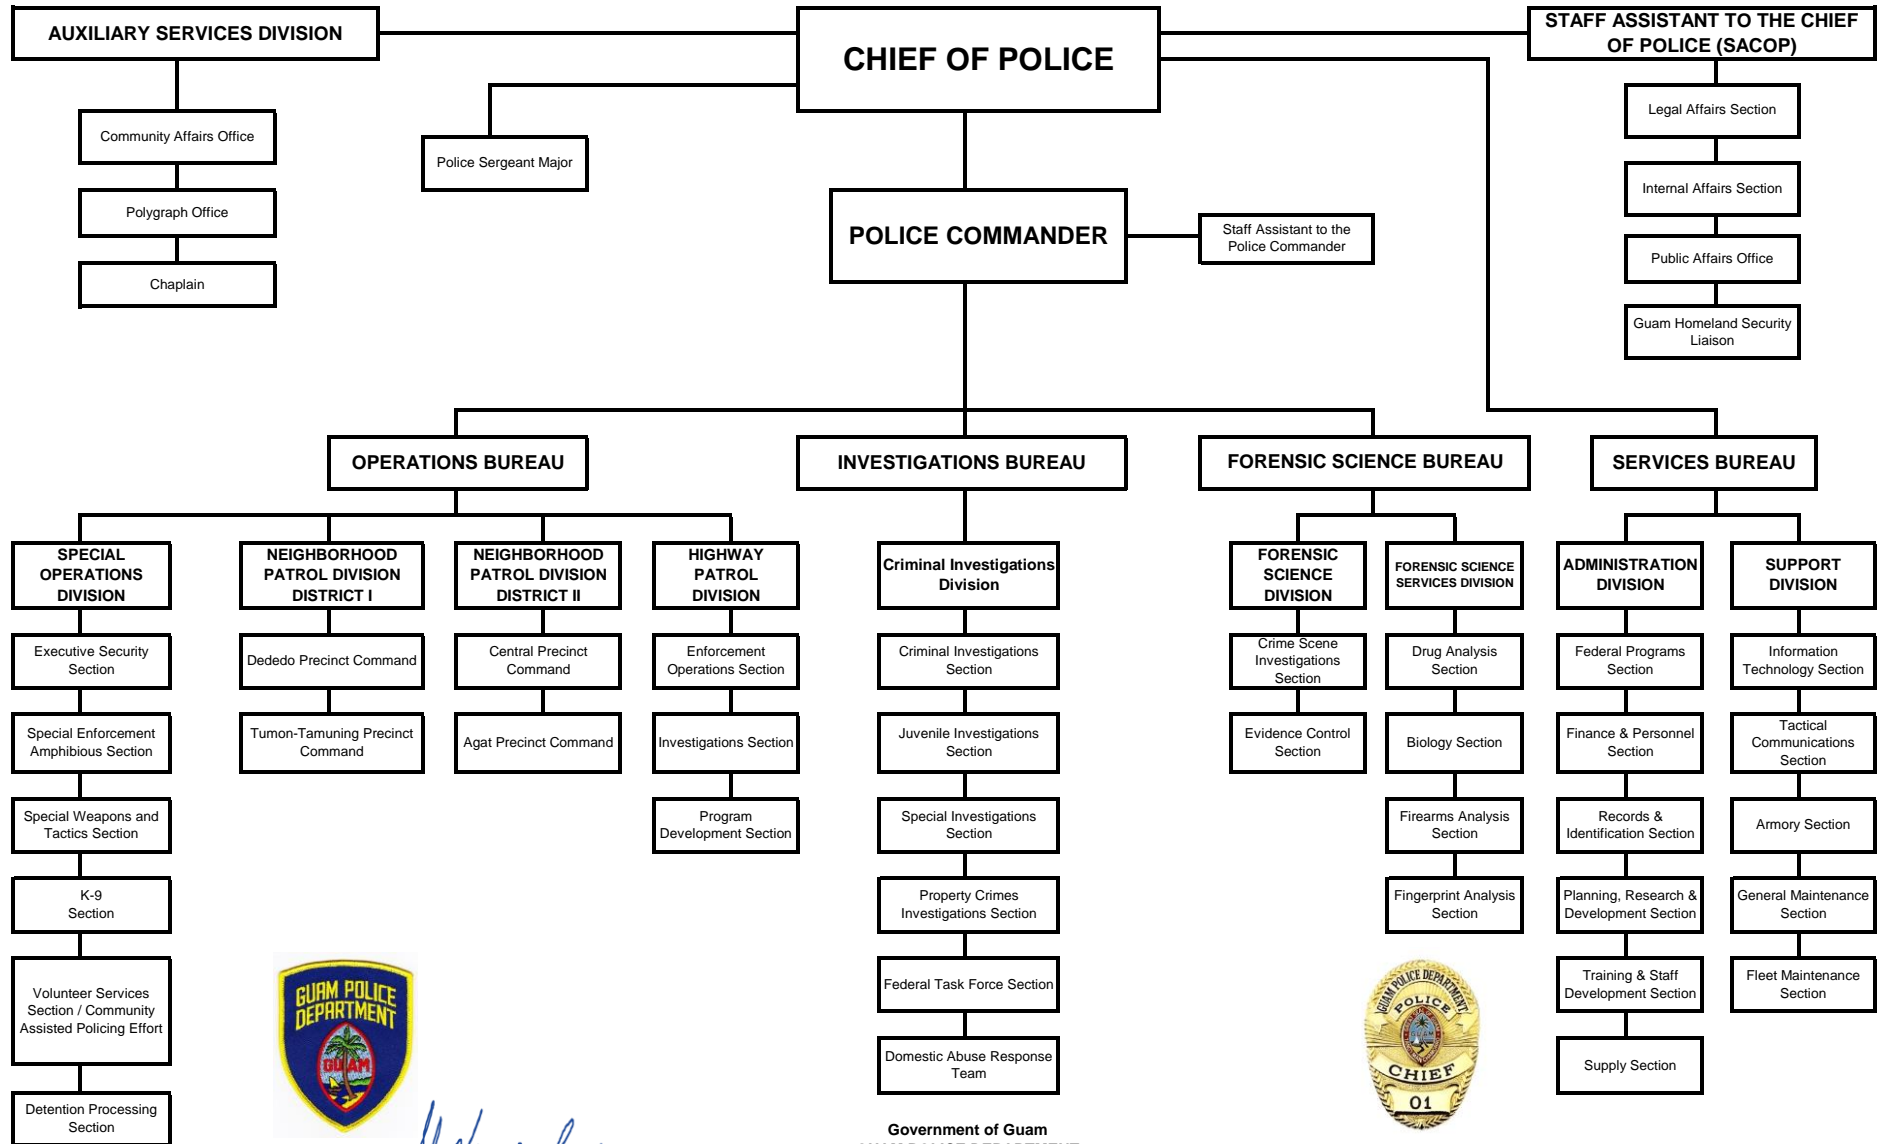 AUXILIARY SERVICES DIVISION
CHIEF OF POLICE
STAFF ASSISTANT TO THE CHIEF
OF POLICE (SACOP)
Community Affairs Office
Polygraph Office
Chaplain
Police Sergeant Major
POLICE COMMANDER
Staff Assistant to the
Police Commander
Legal Affairs Section
Internal Affairs Section
Public Affairs Office
Guam Homeland Security
Liaison
OPERATIONS BUREAU
INVESTIGATIONS BUREAU
FORENSIC SCIENCE BUREAU
SERVICES BUREAU
SPECIAL
OPERATIONS
DIVISION
Executive Security
Section
Special Enforcement
Amphibious Section
Special Weapons and
Tactics Section
K-9
Section
Volunteer Services
Section / Community
Assisted Policing Effort
Detention Processing
Section
NEIGHBORHOOD
PATROL DIVISION
DISTRICT I
Dededo Precinct Command
Tumon-Tamuning Precinct
Command
NEIGHBORHOOD
PATROL DIVISION
DISTRICT II
Central Precinct
Command
Agat Precinct Command
HIGHWAY
PATROL
DIVISION
Enforcement
Operations Section
Investigations Section
Program
Development Section
Criminal Investigations
Division
Criminal Investigations
Section
Juvenile Investigations
Section
Special Investigations
Section
Property Crimes
Investigations Section
Federal Task Force Section
Domestic Abuse Response
Team
FORENSIC
SCIENCE
DIVISION
Crime Scene
Investigations
Section
Evidence Control
Section
FORENSIC SCIENCE
SERVICES DIVISION
Drug Analysis
Section
Biology Section
Firearms Analysis
Section
Fingerprint Analysis
Section
ADMINISTRATION
DIVISION
Federal Programs
Section
Finance & Personnel
Section
Records &
Identification Section
Planning, Research &
Development Section
Training & Staff
Development Section
Supply Section
SUPPORT
DIVISION
Information
Technology Section
Tactical
Communications
Section
Armory Section
General Maintenance
Section
Fleet Maintenance
Section
GUAM POLICE
DEPARTMENT
GUAM
GUAM POLICE DEPARTMENT
POLICE
GUAM
CHIEF
01
Government of Guam
GUAM POLICE DEPARTMENT